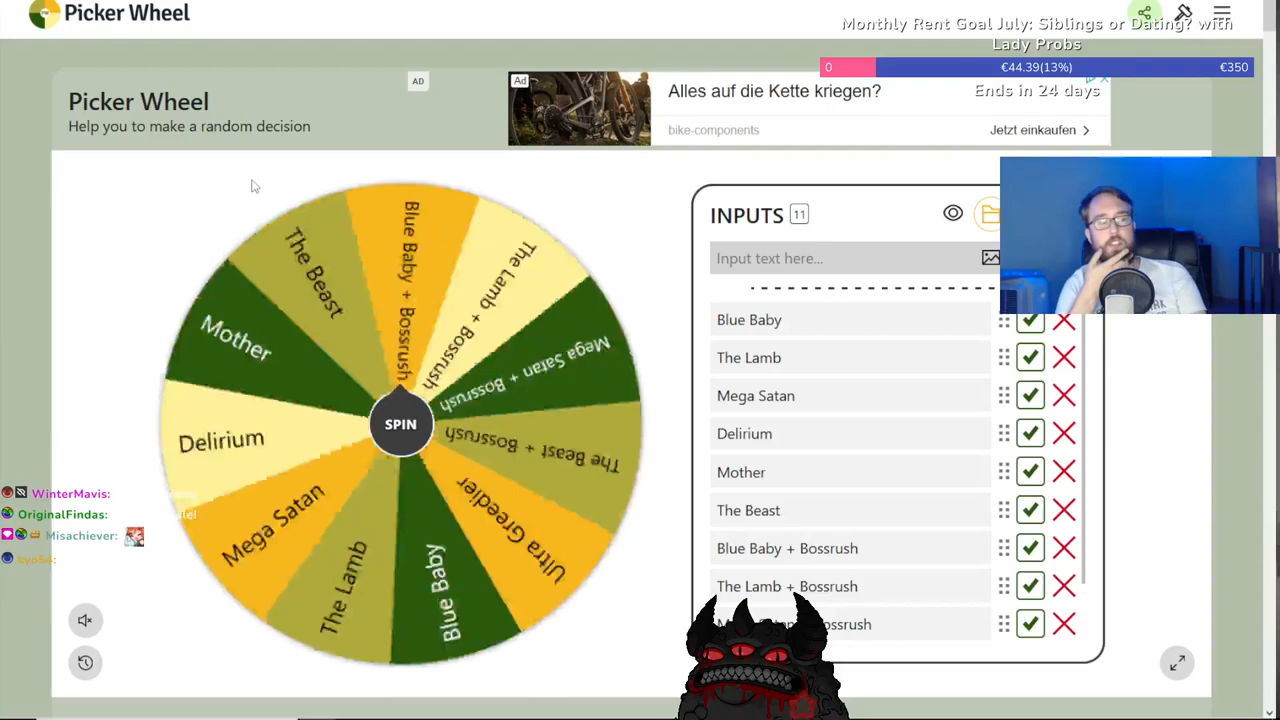 Picker Wheel
Monthly Rent Goal July: Siblings or Dating? with
Lady Probs
0 €44.39(13%) €350
Ends in 24 days
AD
Ad
Alles auf die Kette kriegen?
bike-components
Jetzt einkaufen
Picker Wheel
Help you to make a random decision
Blue Baby + Bossrush
The Lamb + Bossrush
Mega Satan + Bossrush
The Beast + Bossrush
Ultra Greedier
Blue Baby
The Lamb
Mega Satan
Delirium
Mother
The Beast
SPIN
INPUTS 11
Input text here...
Blue Baby
The Lamb
Mega Satan
Delirium
Mother
The Beast
Blue Baby + Bossrush
The Lamb + Bossrush
ossrush
WinterMavis:
OriginalFindas:
Misachiever:
kyo54: